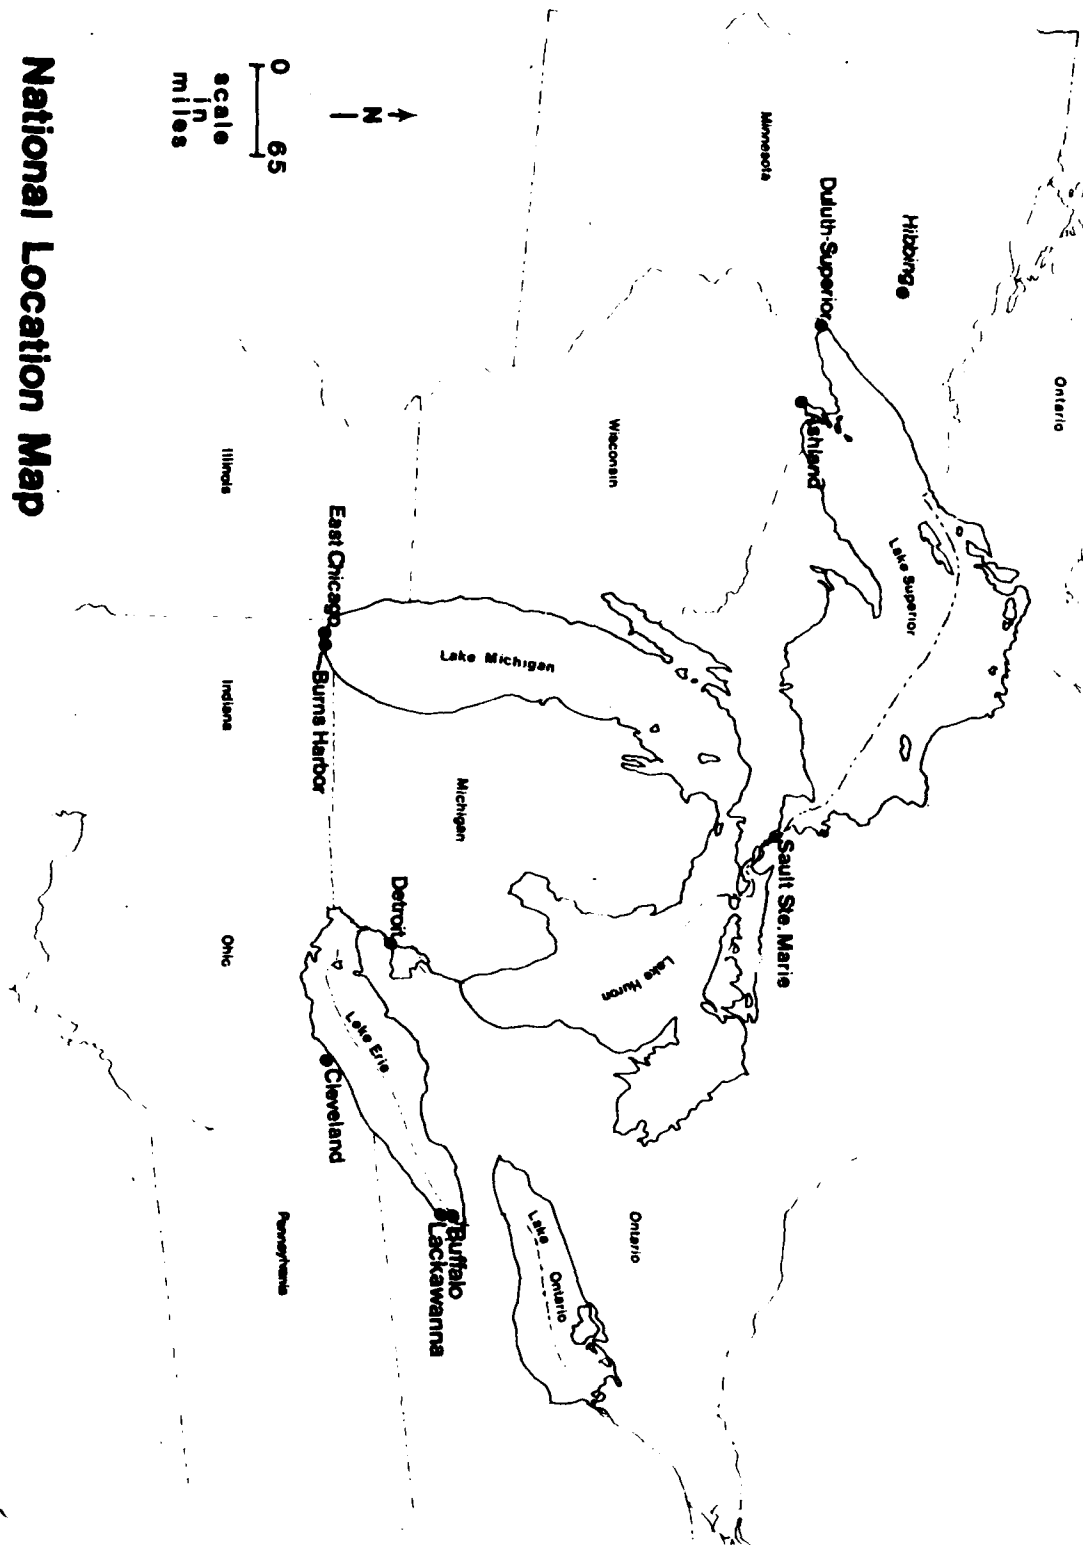 Ontario
Hibbing
Minnesota
Duluth-Superior
Ashland
Lake Superior
Sault Ste. Marie
Wisconsin
Lake Michigan
Michigan
Lake Huron
Ontario
Lake
Ontario
Detroit
Buffalo
Lackawanna
Lake Erie
Cleveland
East Chicago
Burns Harbor
Illinois
Indiana
Ohio
Pennsylvania
N
0 65
scale
in
miles
National Location Map